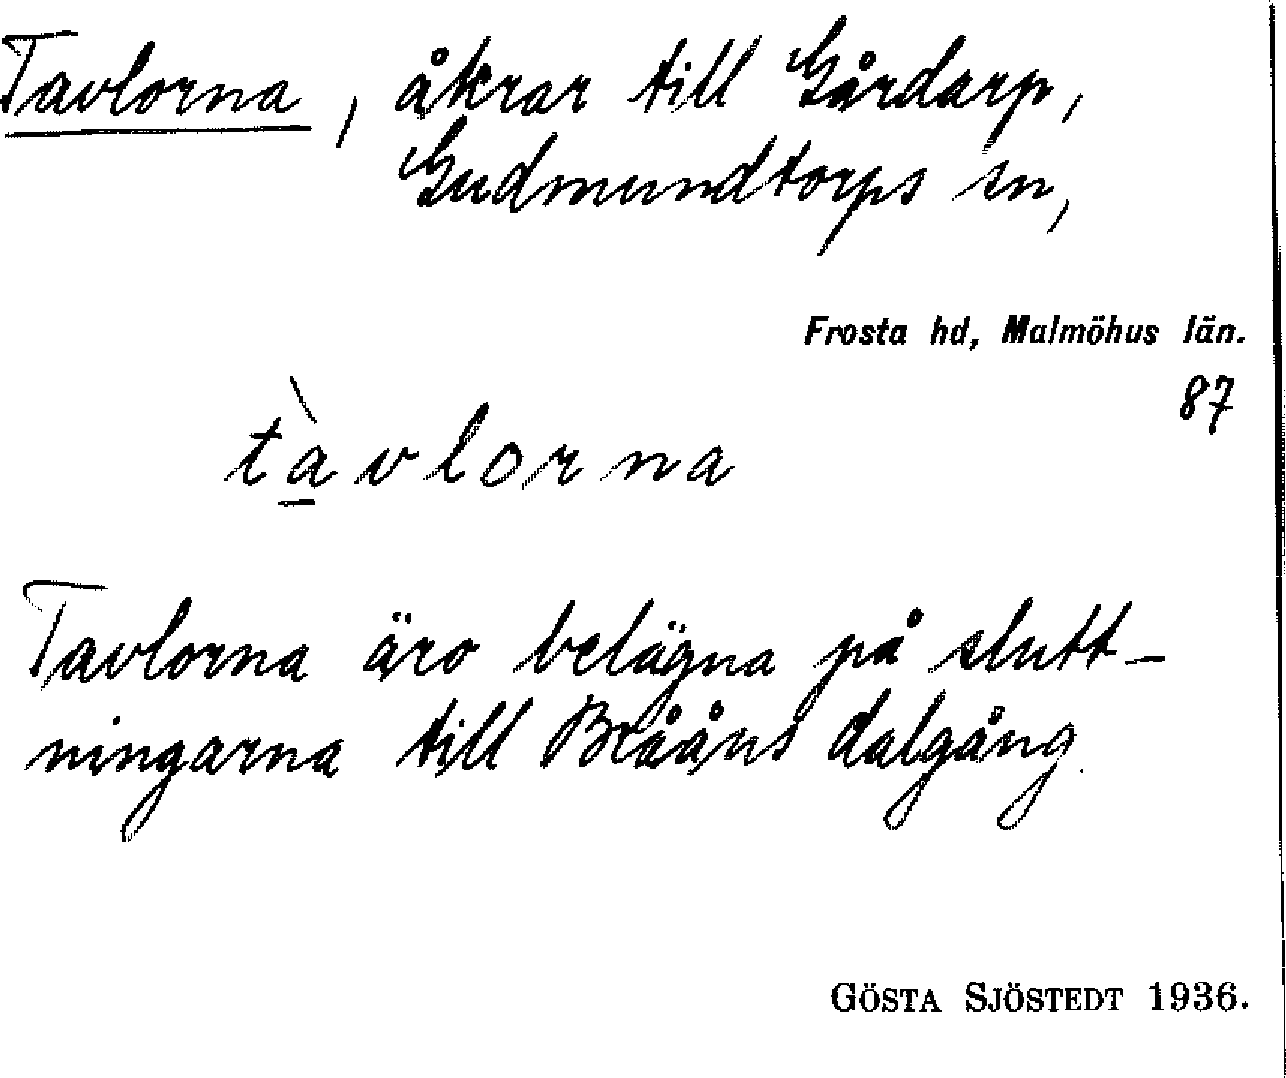 Tavlorna, åkrar till Gårdarp,
Gudmundtorps sn,
Frosta hd, Malmöhus län.
87
tàvlorna
Tavlorna äro belägna på slutt-
ningarna till Brååns dalgång.
GÖSTA SJÖSTEDT 1936.